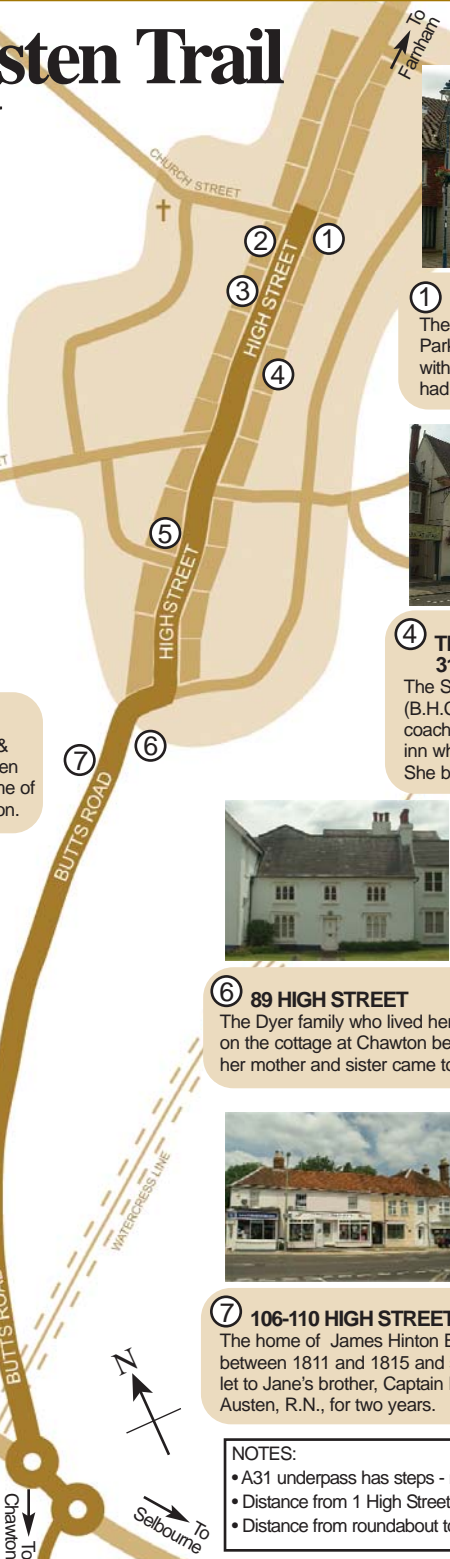 sten Trail
To
Farnham
CHURCH STREET
2
1
3
HIGH STREET
4
5
HIGH STREET
7
6
BUTTS ROAD
WATERCRESS LINE
BUTTS ROAD
N
To
Chawton
To
Selbourne
1
The
Park
with
had
4
31
The S
(B.H.C
coach
inn wh
She b
&
en
ne of
on.
6 89 HIGH STREET
The Dyer family who lived her
on the cottage at Chawton be
her mother and sister came to
7 106-110 HIGH STREET
The home of James Hinton
between 1811 and 1815 and
let to Jane's brother, Captain
Austen, R.N., for two years.
NOTES:
• A31 underpass has steps -
• Distance from 1 High Street
• Distance from roundabout to